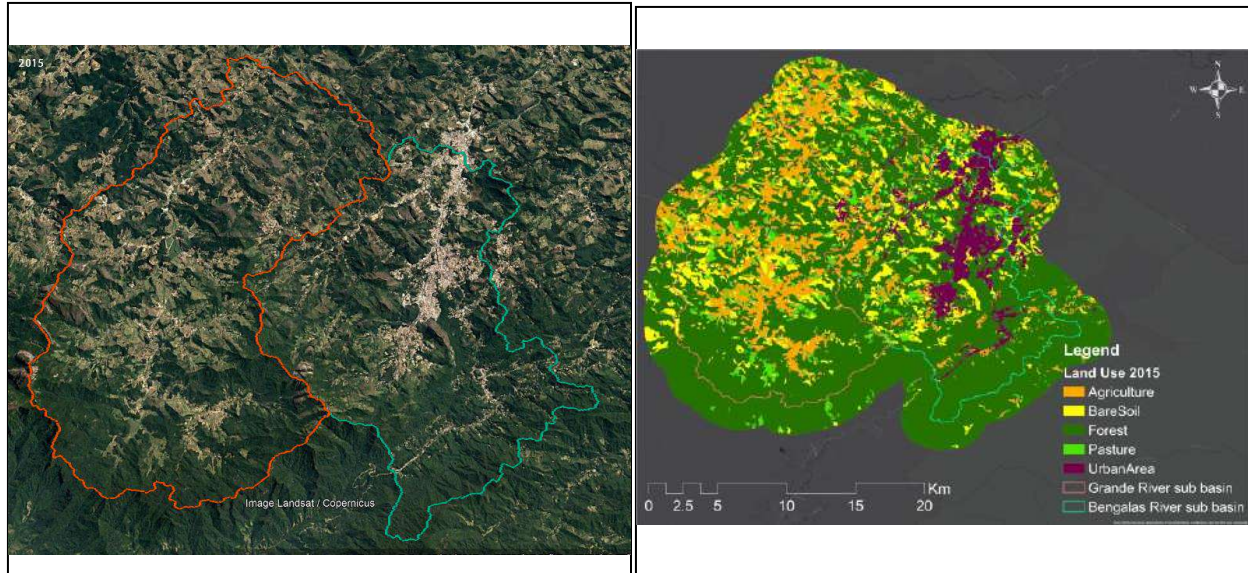 2015
Image Landsat / Copernicus
N
W E
S
Legend
Land Use 2015
Agriculture
BareSoil
Forest
Pasture
UrbanArea
Grande River sub basin
Bengalas River sub basin
Km
0 2.5 5 10 15 20